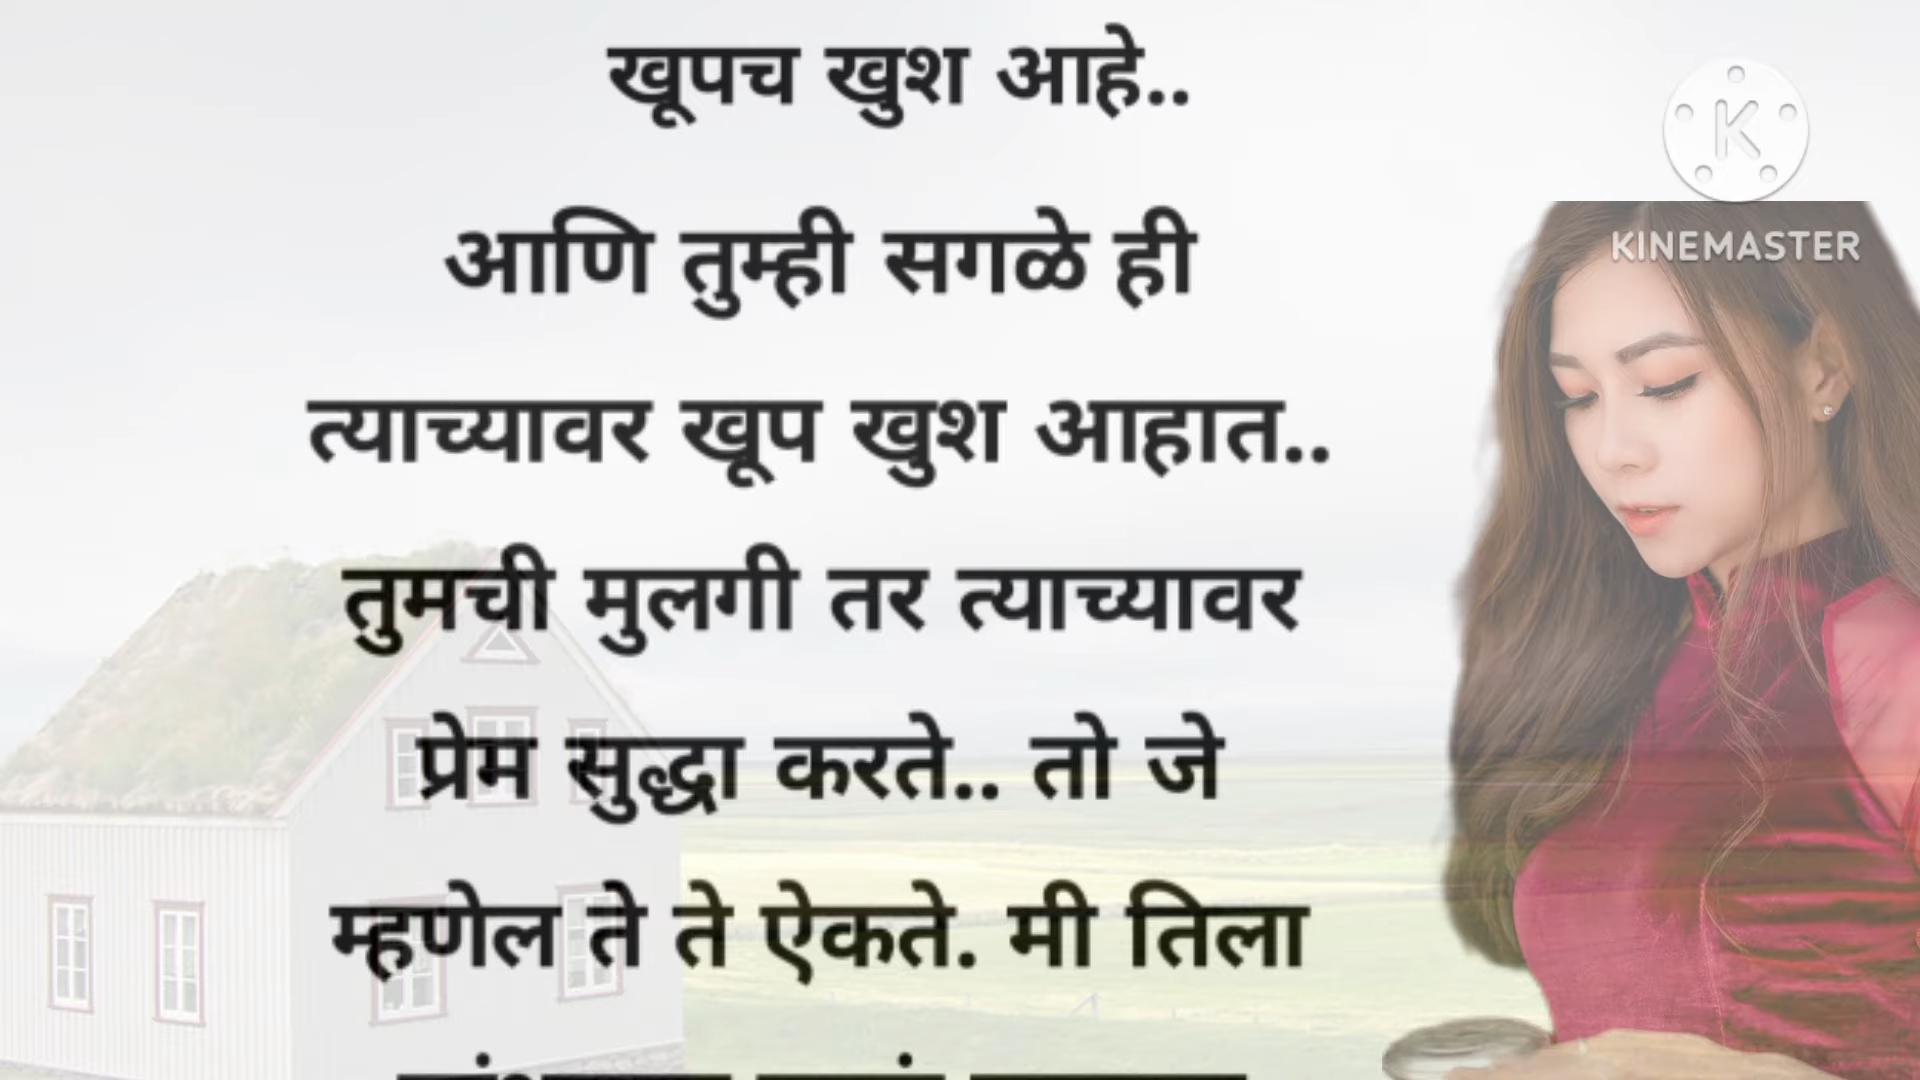 खूपच खुश आहे..
आणि तुम्ही सगळे ही
त्याच्यावर खूप खुश आहात..
तुमची मुलगी तर त्याच्यावर
प्रेम सुद्धा करते.. तो जे
म्हणेल ते ते ऐकते. मी तिला
K
KINEMASTER